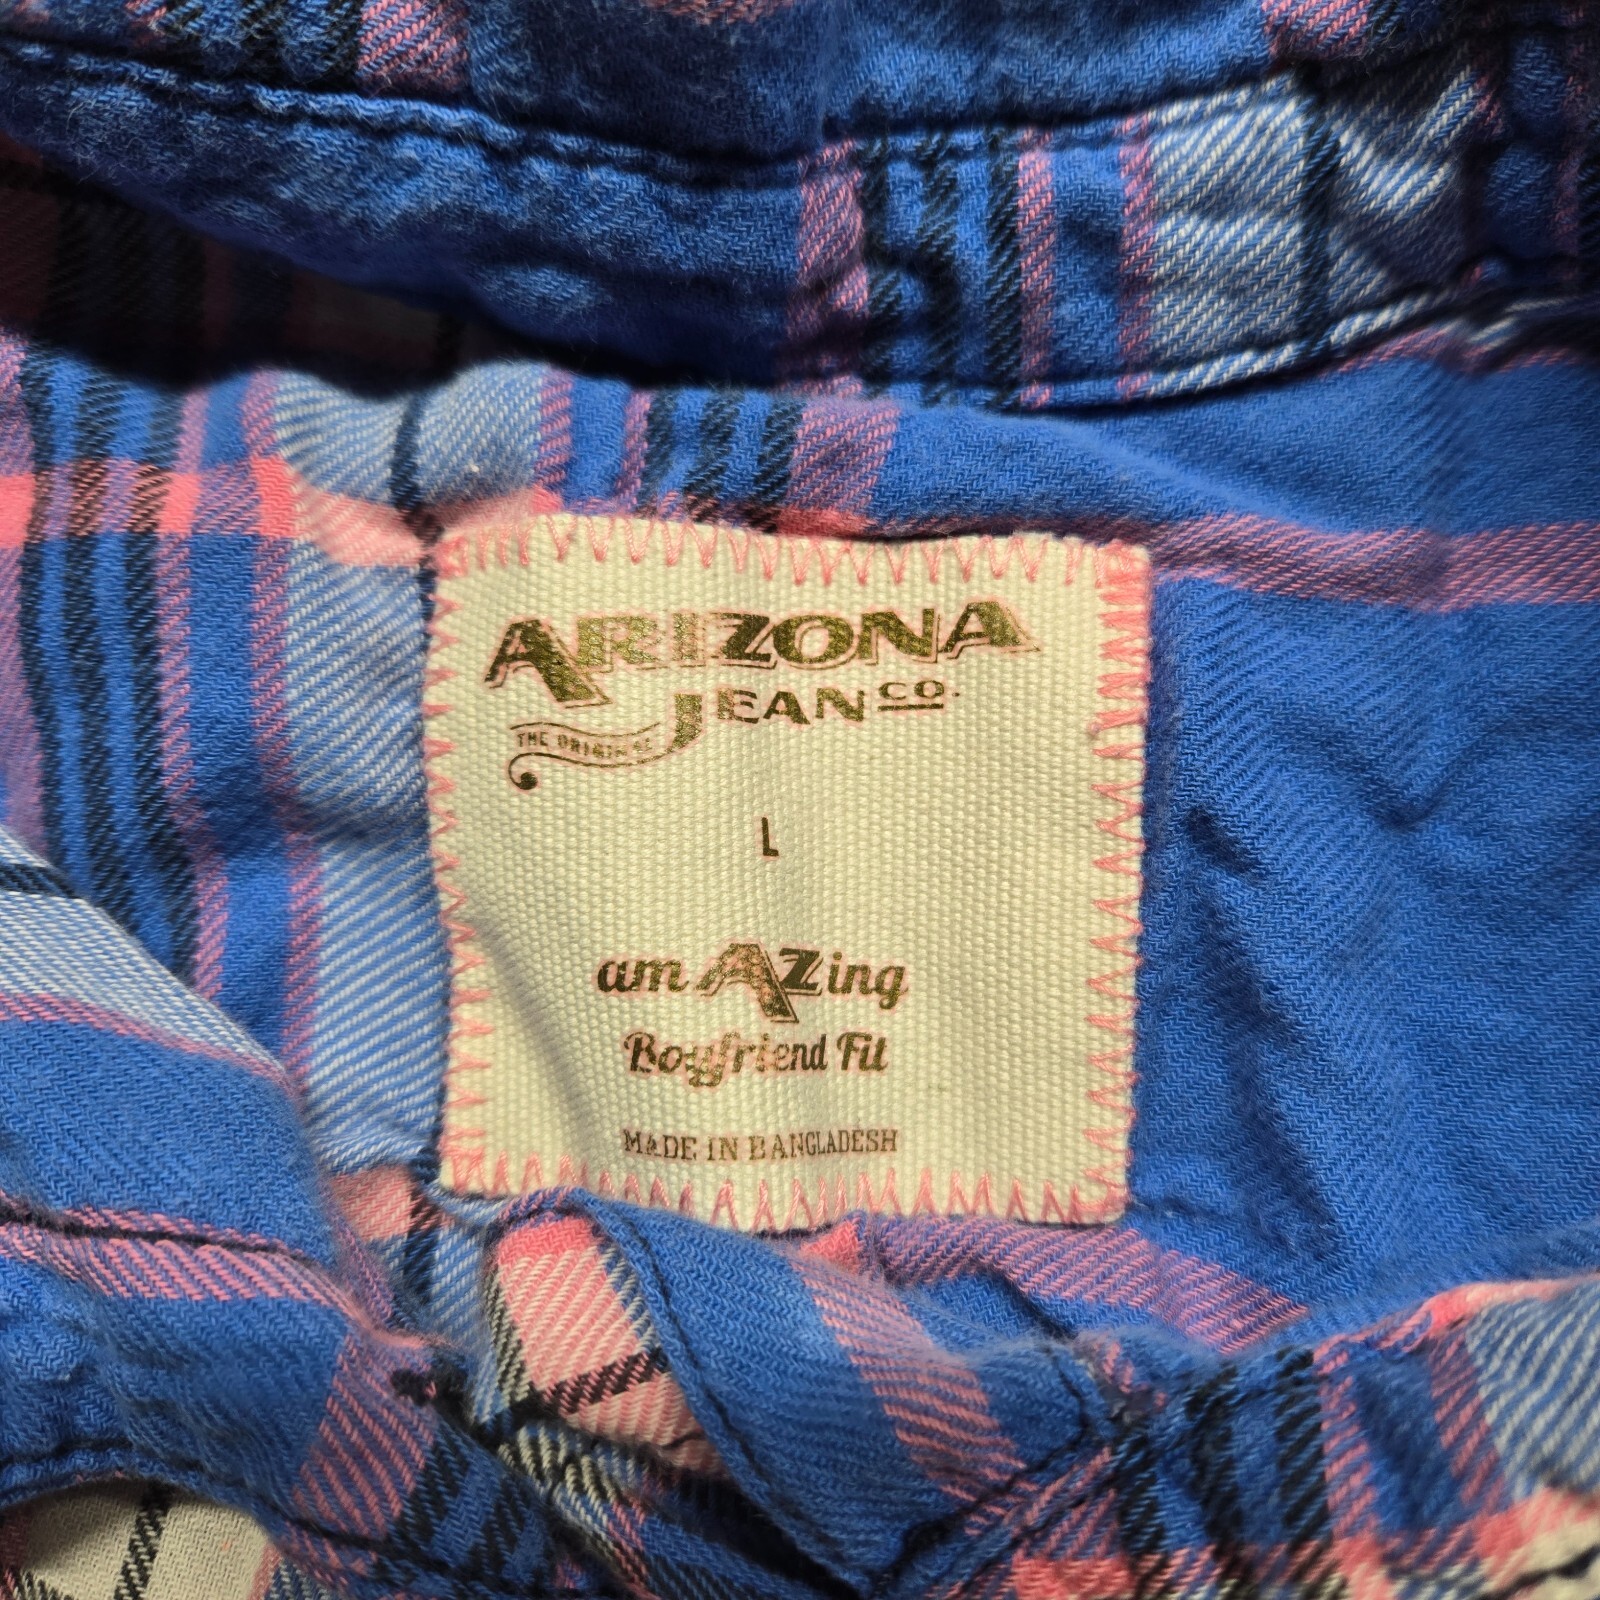 ARIZONA
JEAN CO.
THE ORIGINAL
L
amAZing
Boyfriend Fit
MADE IN BANGLADESH